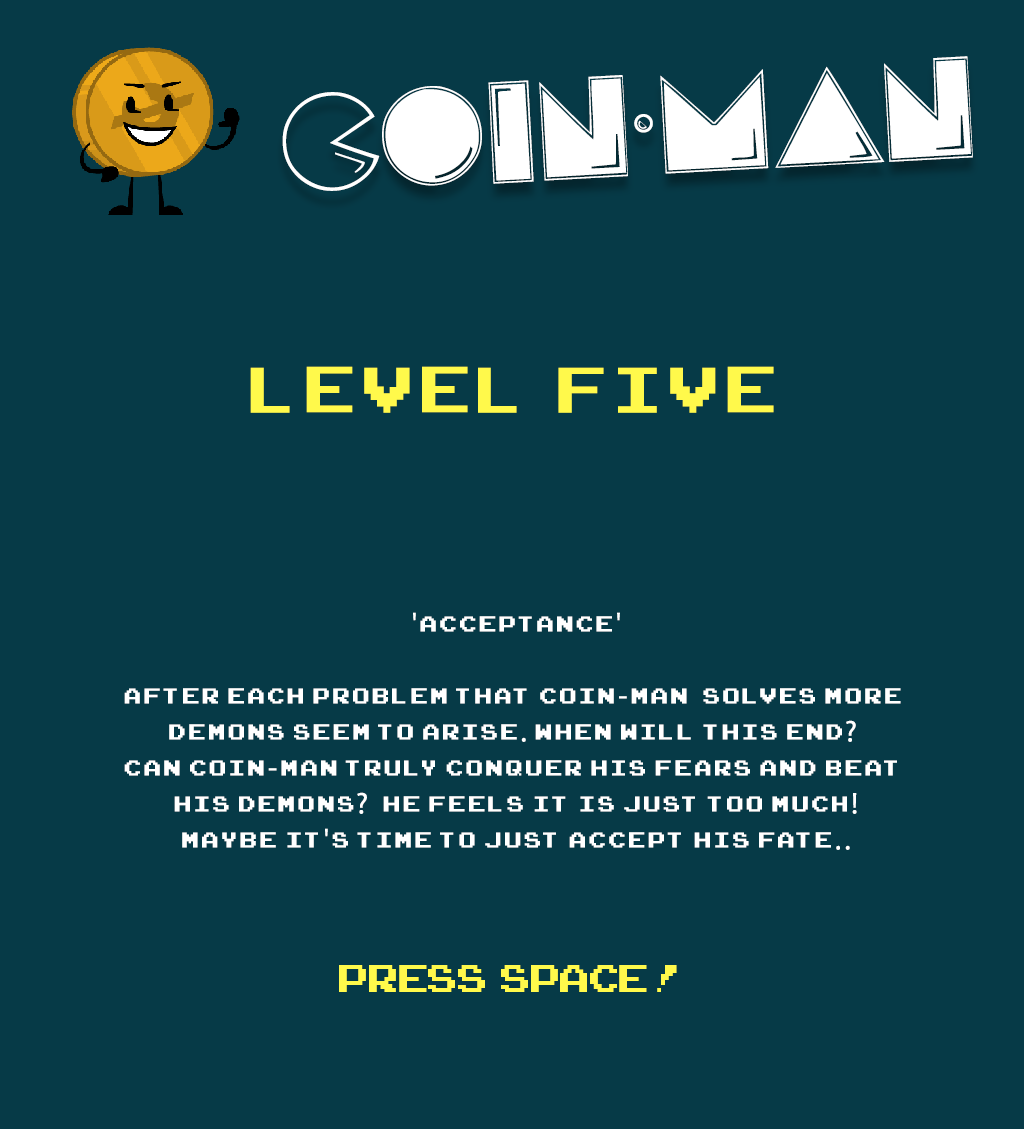 COIN-MAN
LEVEL FIVE
'ACCEPTANCE'
AFTER EACH PROBLEM THAT COIN-MAN SOLVES MORE
DEMONS SEEM TO ARISE. WHEN WILL THIS END?
CAN COIN-MAN TRULY CONQUER HIS FEARS AND BEAT
HIS DEMONS? HE FEELS IT IS JUST TOO MUCH!
MAYBE IT'S TIME TO JUST ACCEPT HIS FATE..
PRESS SPACE!